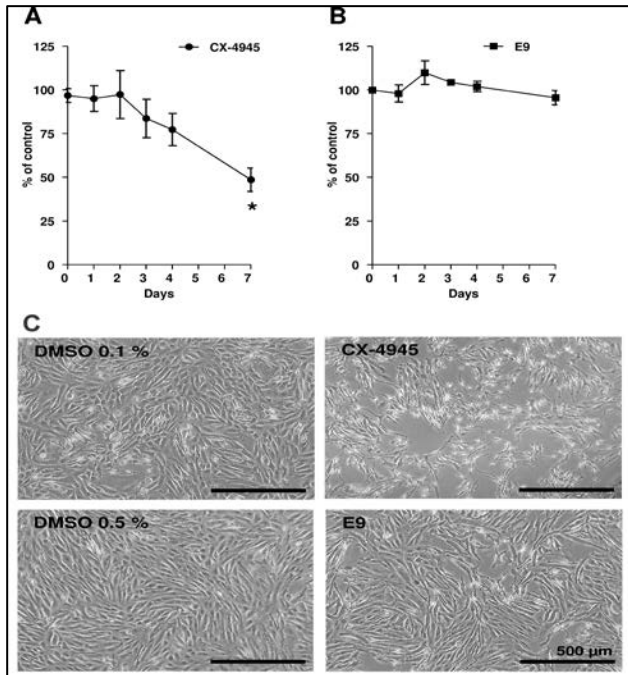 A
B
CX-4945
E9
125
100
75
50
25
0
% of control
*
0 1 2 3 4 5 6 7
Days
125
100
75
50
25
0
% of control
0 1 2 3 4 5 6 7
Days
C
DMSO 0.1 %
CX-4945
DMSO 0.5 %
E9
500 µm